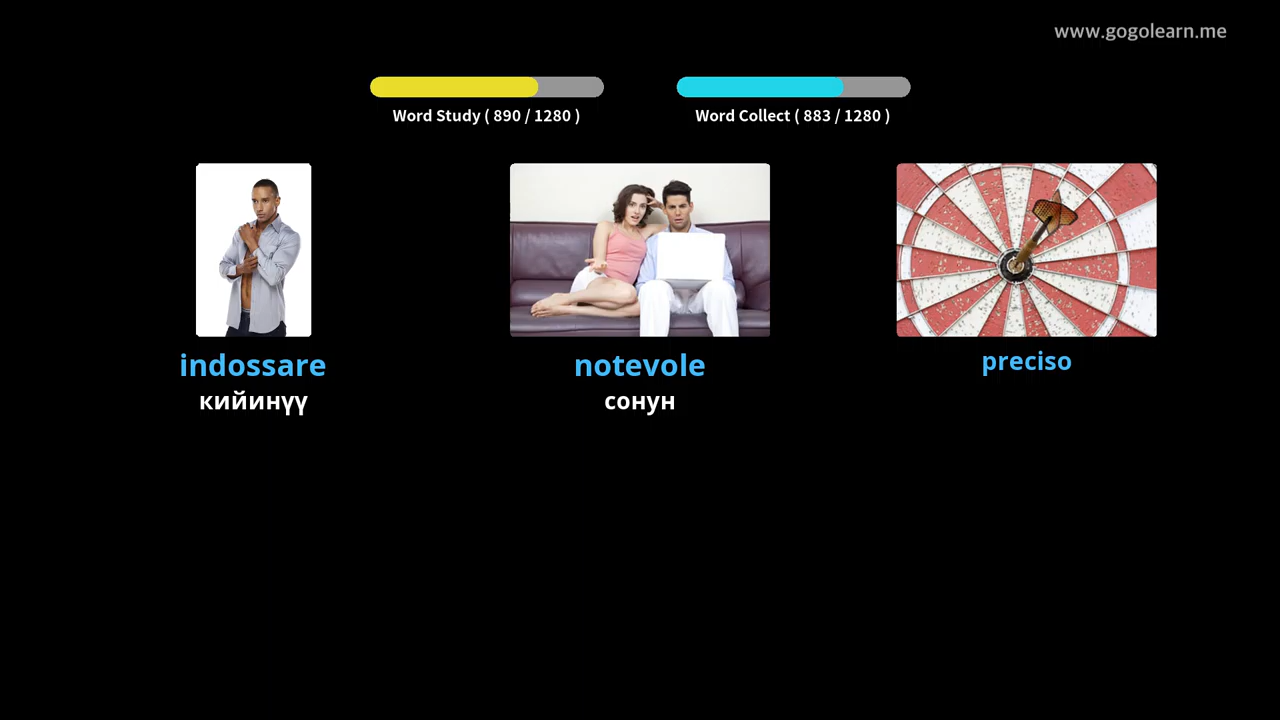 www.gogolearn.me
Word Study ( 890 / 1280 )
Word Collect ( 883 / 1280 )
indossare
кийинүү
notevole
сонун
preciso